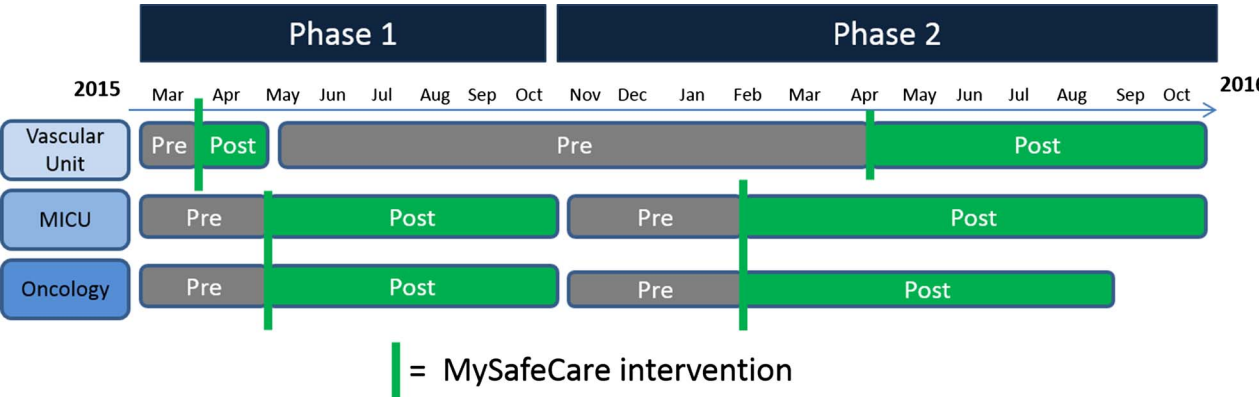 Phase 1 Phase 2
2015 Mar Apr May Jun Jul Aug Sep Oct Nov Dec Jan Feb Mar Apr May Jun Jul Aug Sep Oct
Vascular
Unit
Pre Post Pre Post
MICU Pre Post Pre Post
Oncology Pre Post Pre Post
= MySafeCare intervention